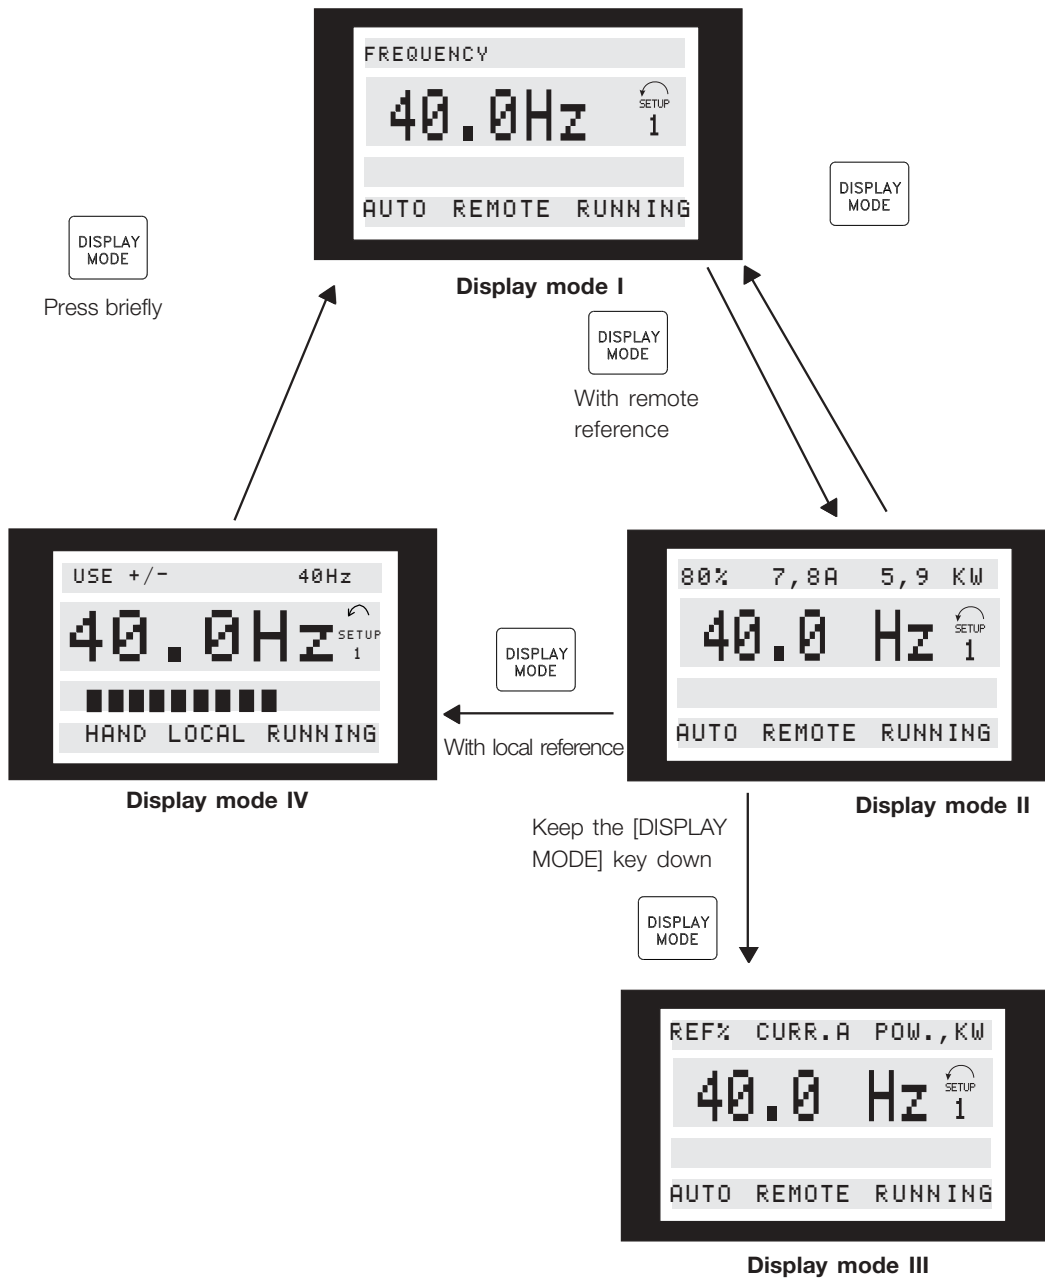 FREQUENCY
40.0Hz
SETUP
1
AUTO REMOTE RUNNING
Display mode I
DISPLAY
MODE
DISPLAY
MODE
Press briefly
DISPLAY
MODE
With remote
reference
USE +/- 40Hz
40.0Hz
SETUP
1
HAND LOCAL RUNNING
Display mode IV
DISPLAY
MODE
With local reference
80% 7,8A 5,9 KW
40.0 Hz
SETUP
1
AUTO REMOTE RUNNING
Display mode II
Keep the [DISPLAY
MODE] key down
DISPLAY
MODE
REF% CURR.A POW.,KW
40.0 Hz
SETUP
1
AUTO REMOTE RUNNING
Display mode III